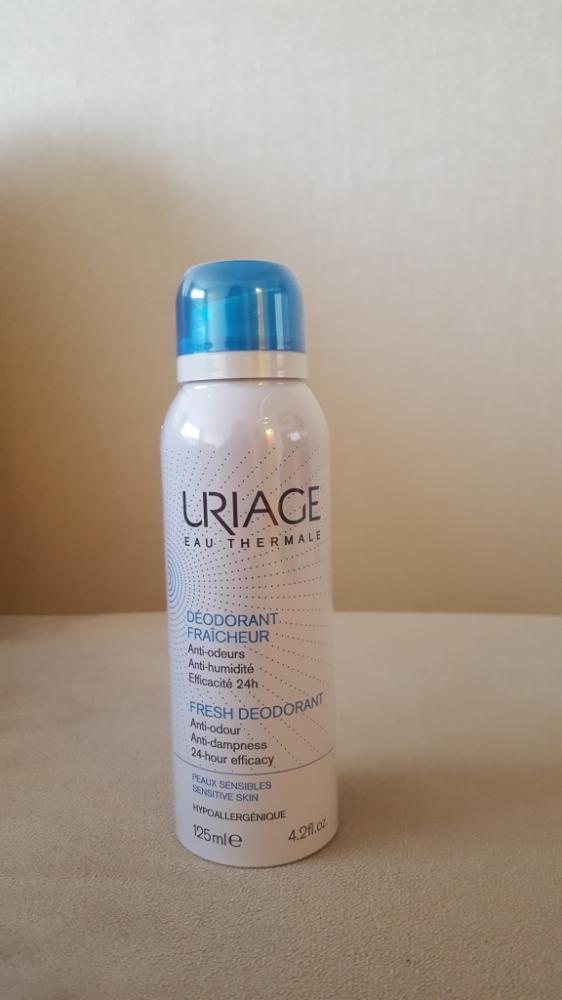 URIAGE
EAU THERMALE
DÉODORANT
FRAÎCHEUR
Anti-odeurs
Anti-humidité
Efficacité 24h
FRESH DEODORANT
Anti-odour
Anti-dampness
24-hour efficacy
PEAUX SENSIBLES
SENSITIVE SKIN
HYPOALLERGÉNIQUE
125ml℮ 4.2fl.oz.